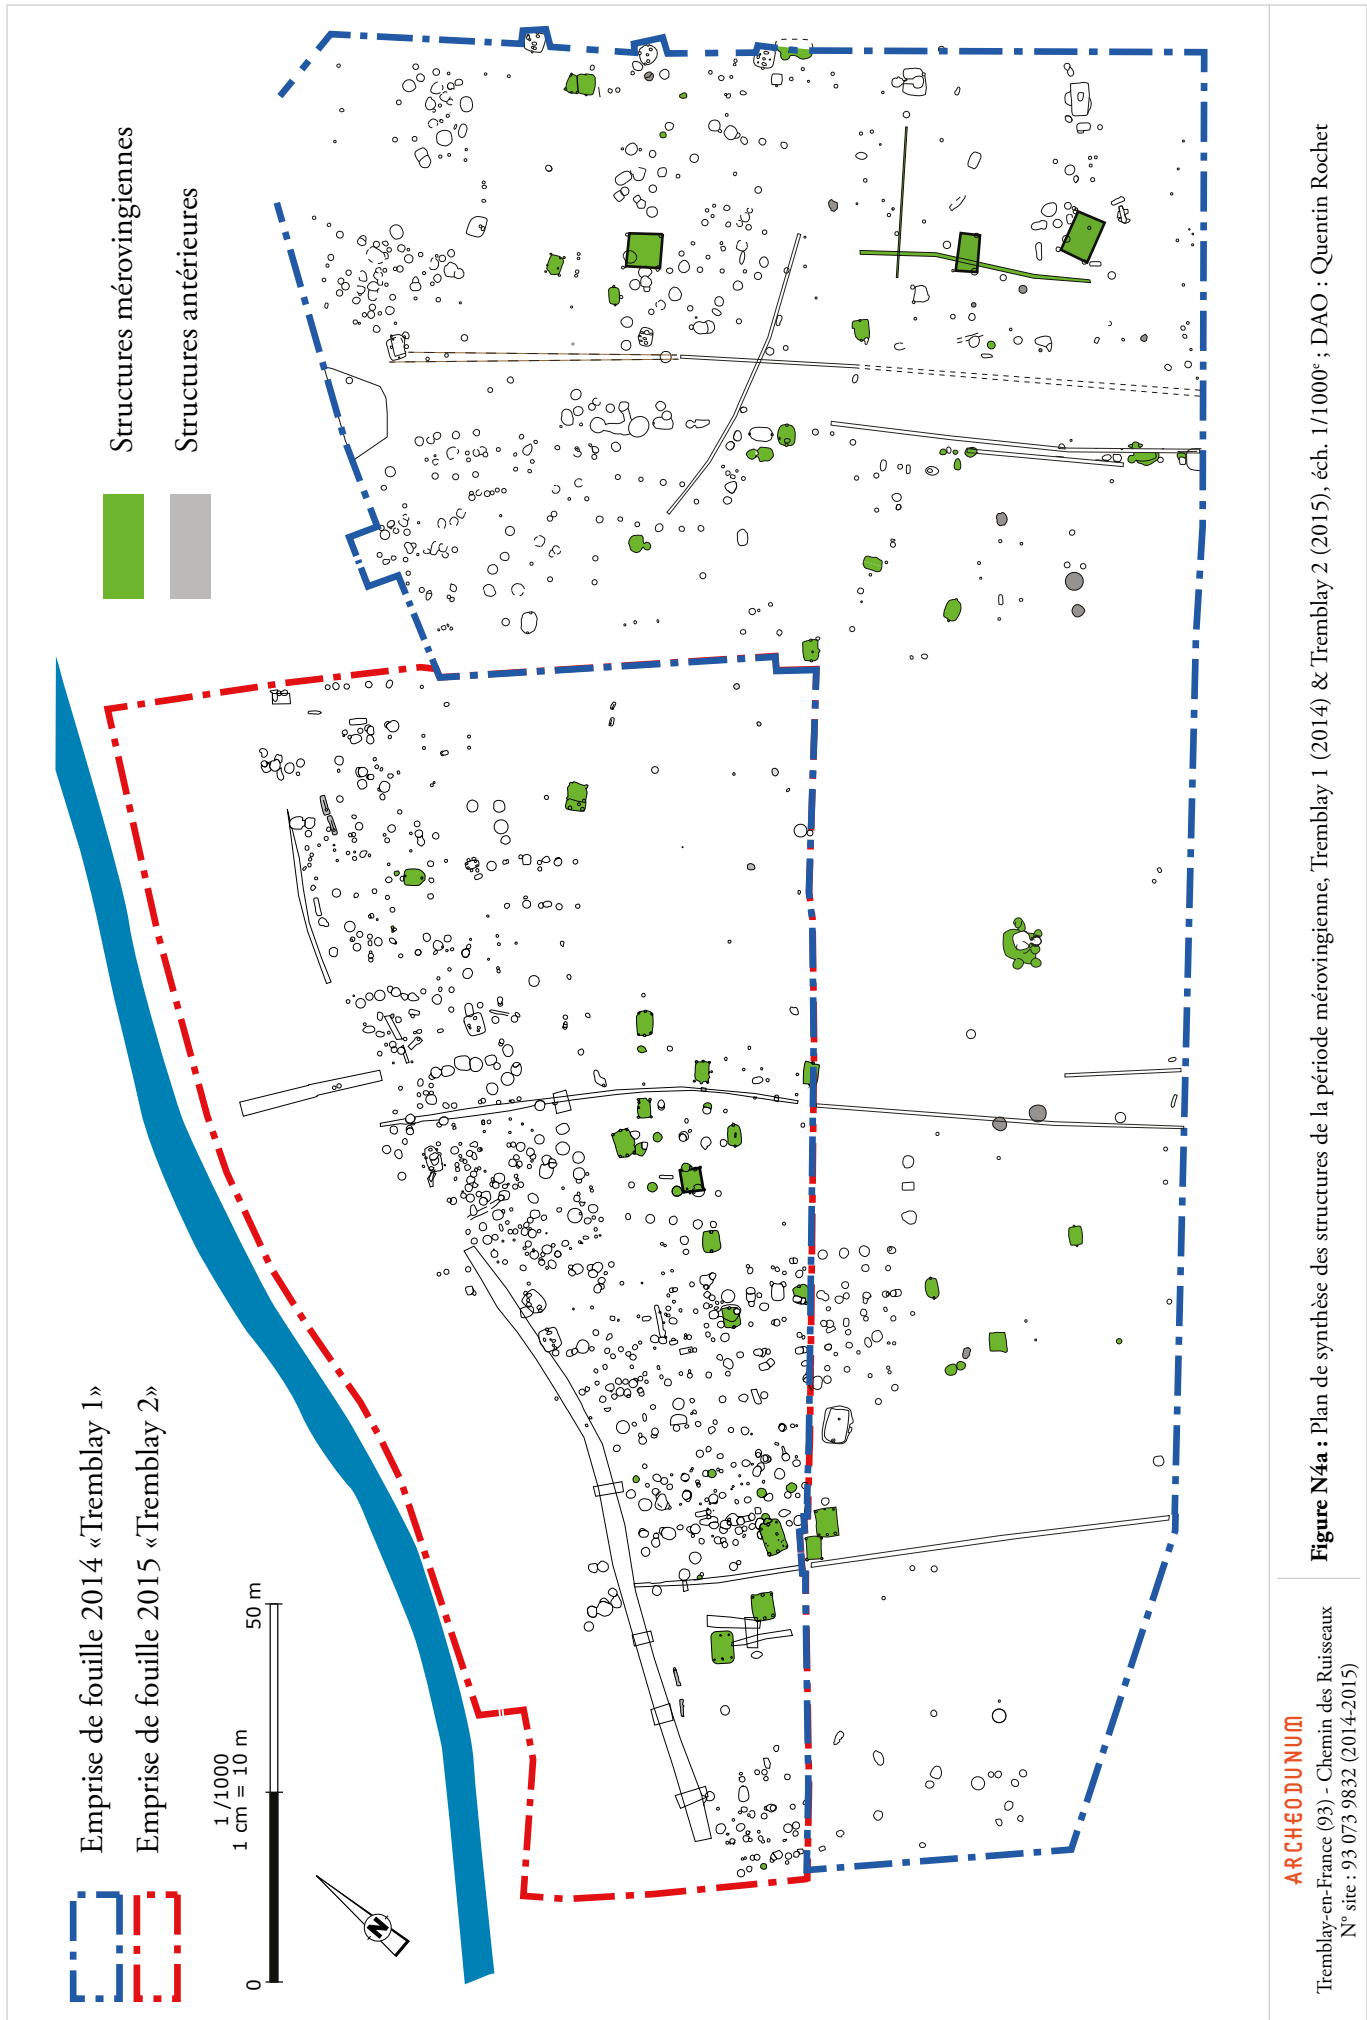 Emprise de fouille 2014 «Tremblay 1»
Emprise de fouille 2015 «Tremblay 2»
Structures mérovingiennes
Structures antérieures
1 /1000
1 cm = 10 m
0
50 m
N
ARCHEODUNUM
Tremblay-en-France (93) - Chemin des Ruisseaux
N° site : 93 073 9832 (2014-2015)
Figure N4a : Plan de synthèse des structures de la période mérovingienne, Tremblay 1 (2014) & Tremblay 2 (2015), éch. 1/1000ᵉ ; DAO : Quentin Rochet